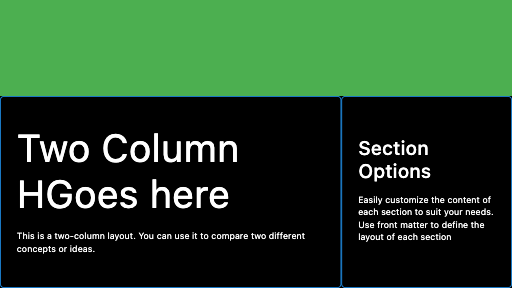 Two Column
HGoes here
This is a two-column layout. You can use it to compare two different
concepts or ideas.
Section
Options
Easily customize the content of
each section to suit your needs.
Use front matter to define the
layout of each section